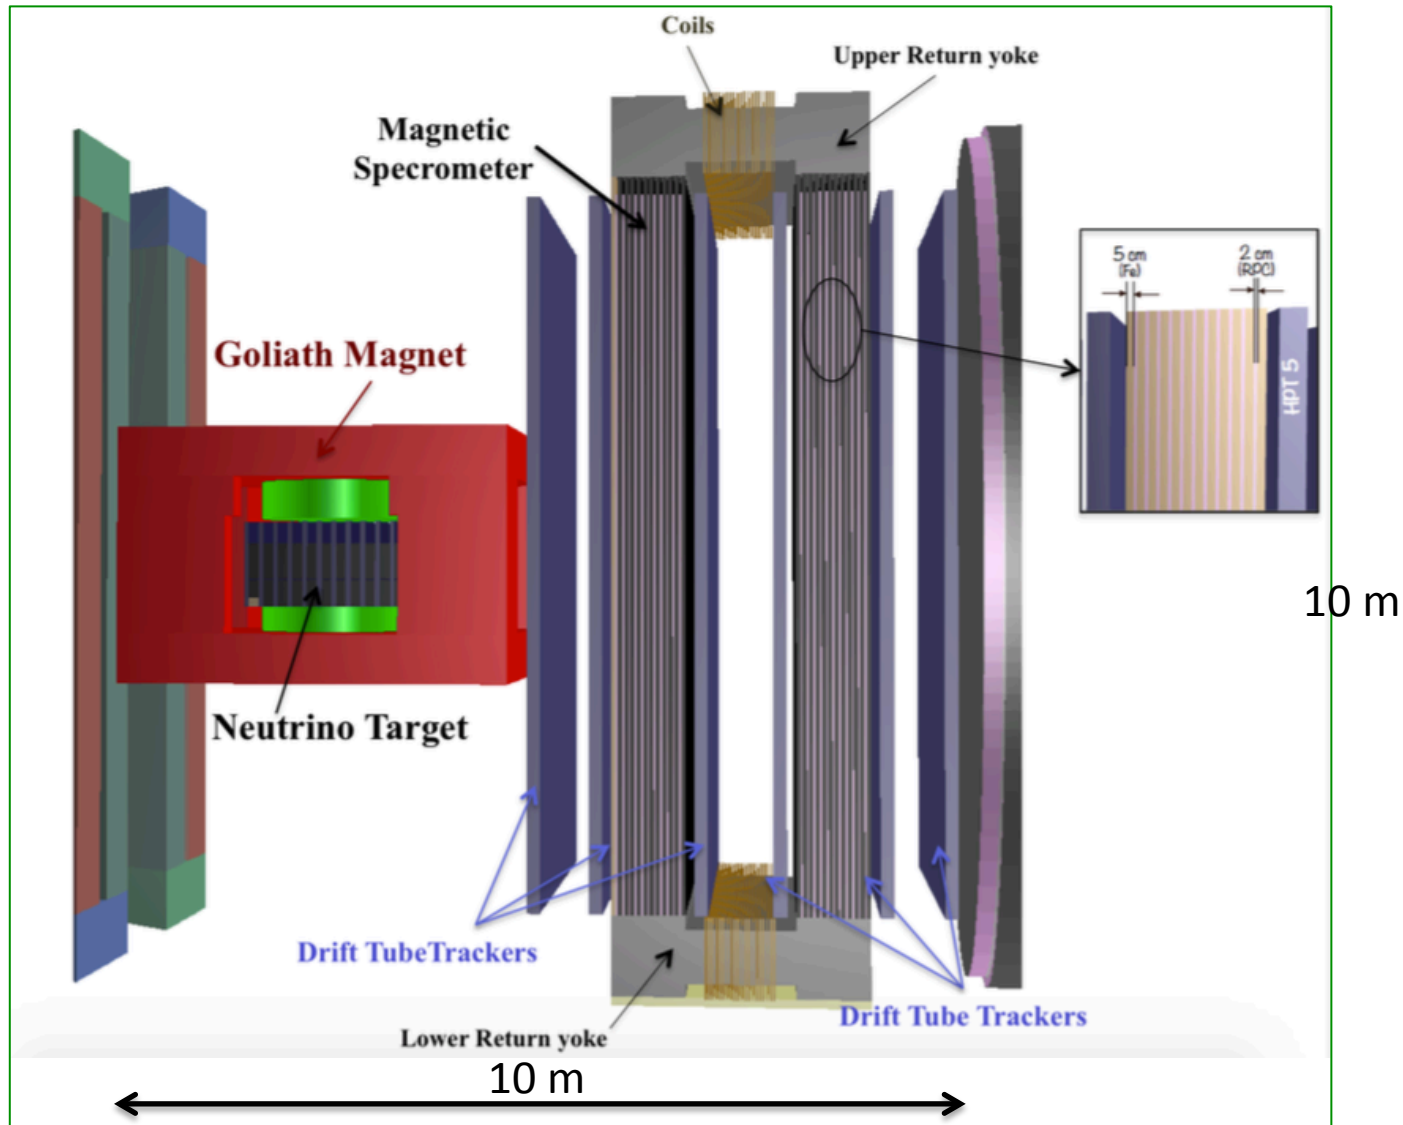 Coils
Upper Return yoke
Magnetic
Specrometer
5 cm
(Fe)
2 cm
(RPC)
Goliath Magnet
HPT 5
10 m
Neutrino Target
Drift TubeTrackers
Drift Tube Trackers
Lower Return yoke
10 m